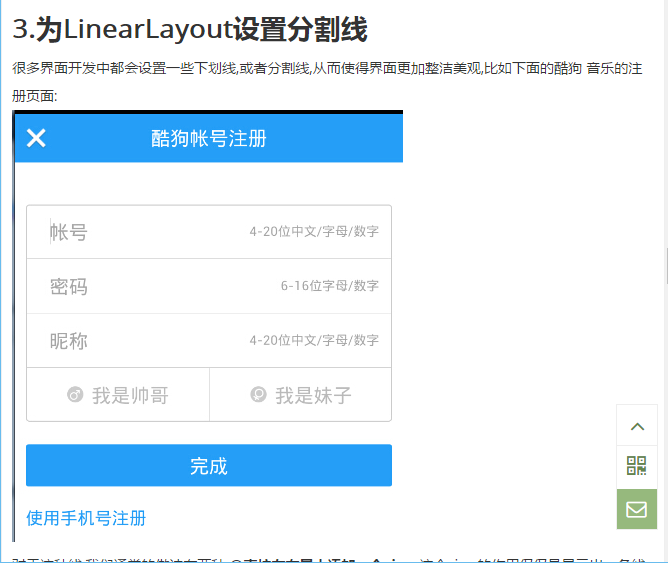 3.为LinearLayout设置分割线
很多界面开发中都会设置一些下划线,或者分割线,从而使得界面更加整洁美观,比如下面的酷狗 音乐的注
册页面:
酷狗帐号注册
帐号 4-20位中文/字母/数字
密码 6-16位字母/数字
昵称 4-20位中文/字母/数字
我是帅哥 我是妹子
完成
使用手机号注册